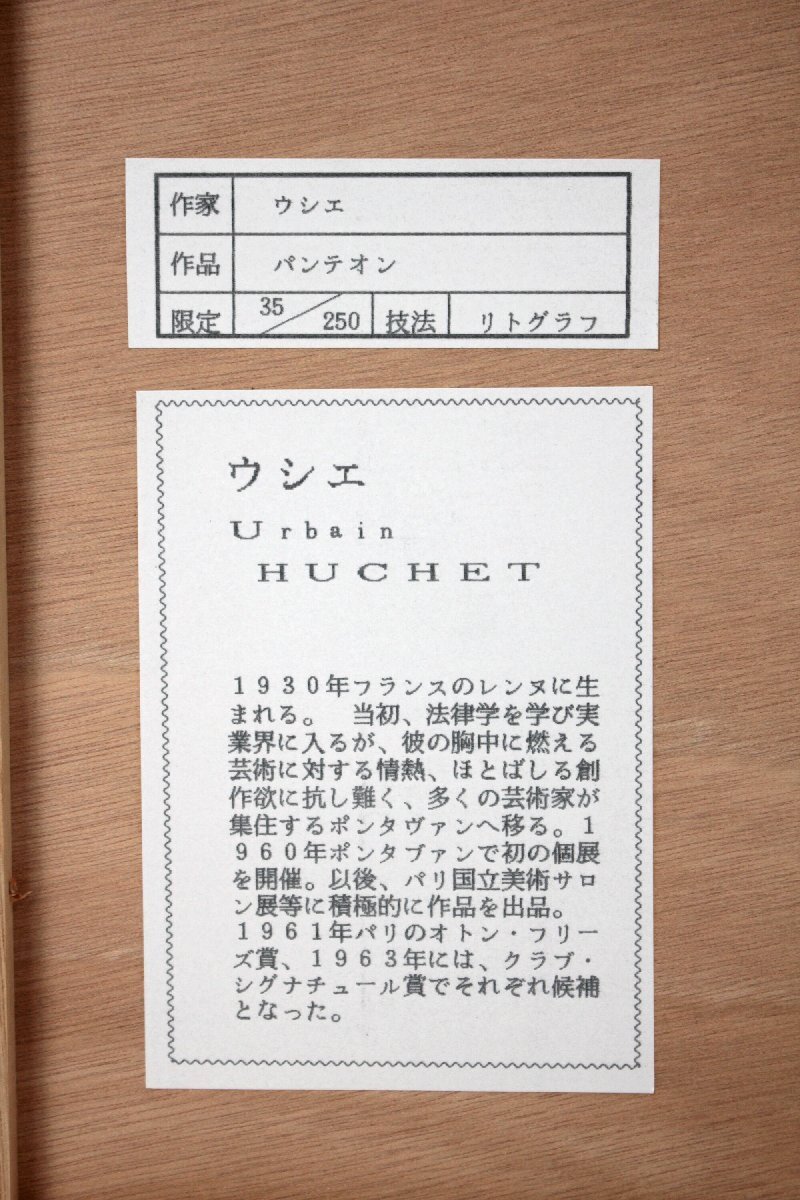 作家 ウシエ
作品 パンテオン
限定 35/250 技法 リトグラフ
ウシエ
Urbain
HUCHET
1930年フランスのレンヌに生
まれる。 当初、法律学を学び実
業界に入るが、彼の胸中に燃える
芸術に対する情熱、ほとばしる創
作欲に抗し難く、多くの芸術家が
集住するポンタヴァンへ移る。1
960年ポンタブァンで初の個展
を開催。以後、パリ国立美術サロ
ン展等に積極的に作品を出品。
1961年パリのオトン・フリー
ズ賞、1963年には、クラブ・
シグナチュール賞でそれぞれ候補
となった。